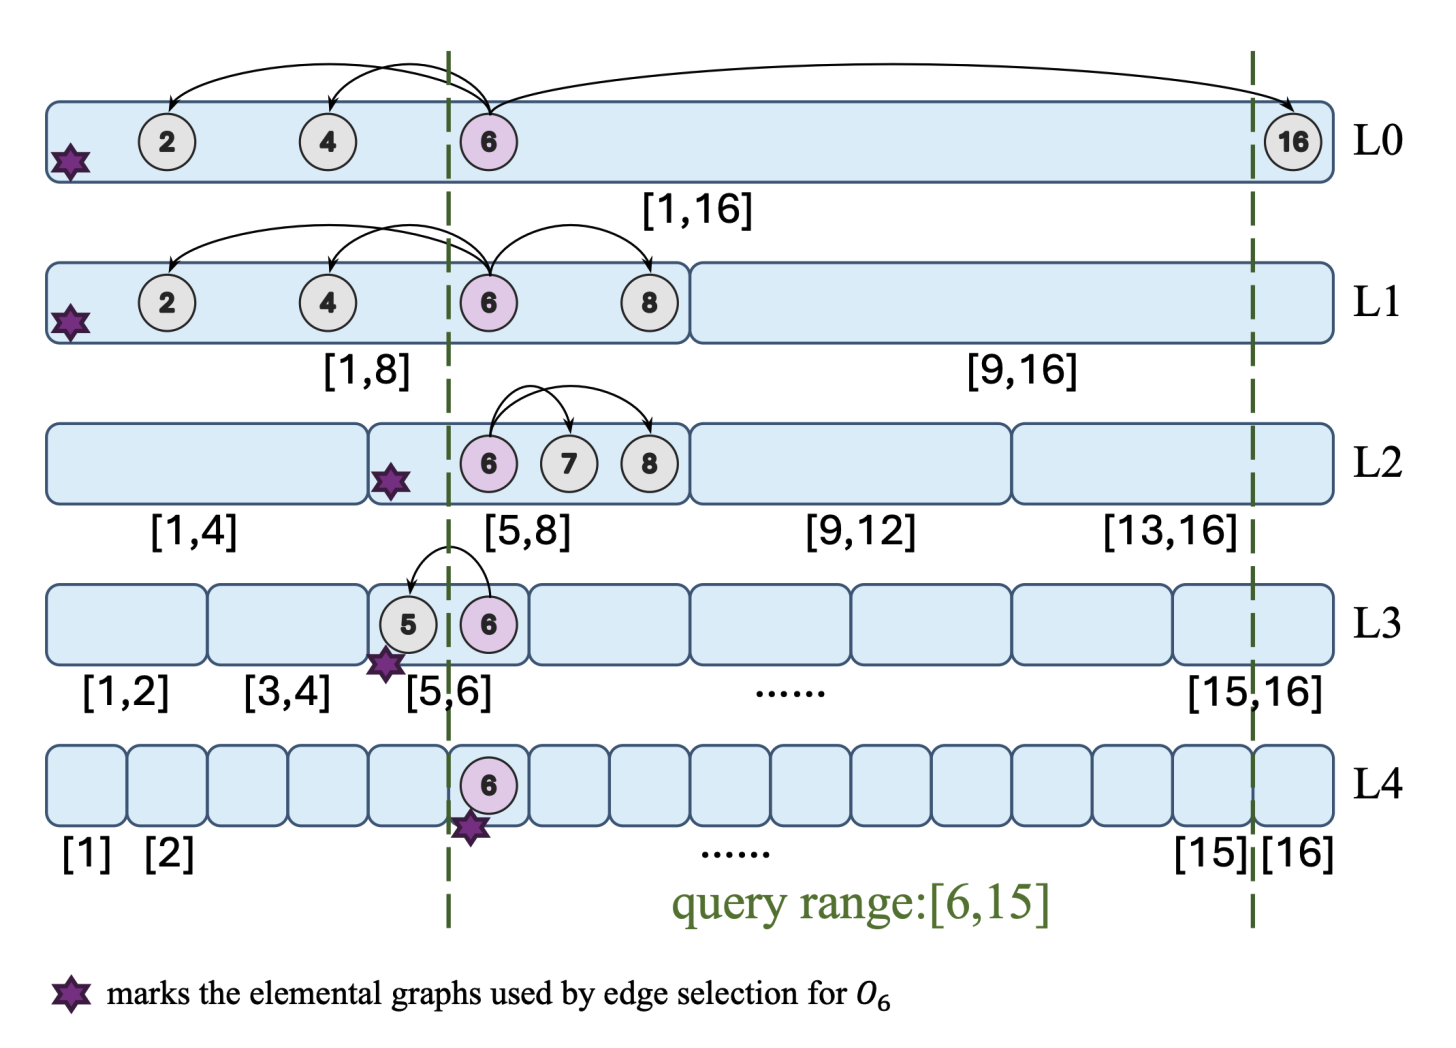 2 4 6 16 L0
[1,16]
2 4 6 8 L1
[1,8] [9,16]
6 7 8 L2
[1,4] [5,8] [9,12] [13,16]
5 6 L3
[1,2] [3,4] [5,6] ...... [15,16]
6 L4
[1] [2] ...... [15] [16]
query range:[6,15]
marks the elemental graphs used by edge selection for O₆